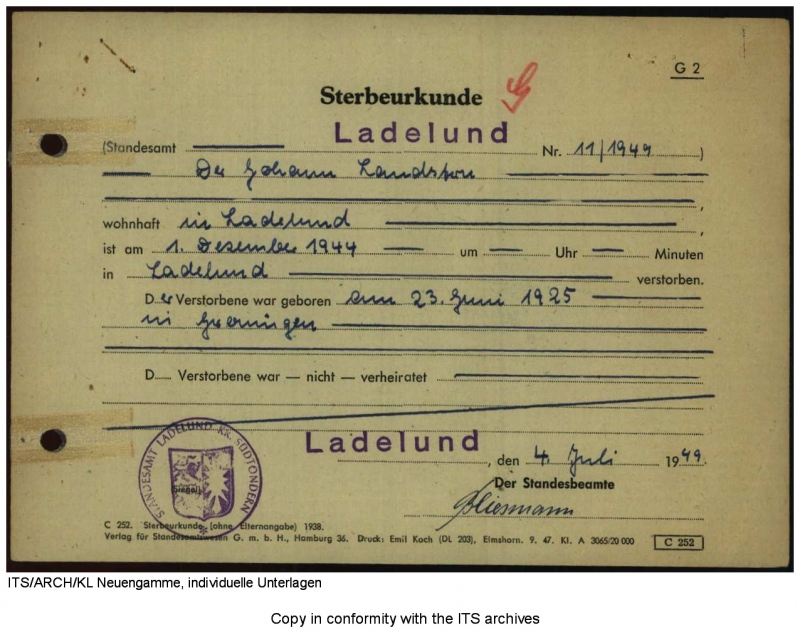 G 2
Sterbeurkunde
(Standesamt Ladelund Nr. 11/1949)
Der Johann
wohnhaft in Ladelund
ist am 1. Dezember 1944 um Uhr Minuten
in Ladelund verstorben.
Der Verstorbene war geboren am 23. Juni 1925
in
D Verstorbene war — nicht — verheiratet
Ladelund, den 4. Juli 1949.
Der Standesbeamte
STANDESAMT LADELUND KR. SÜDTONDERN
(Siegel)
C 252. Sterbeurkunde (ohne Elternangabe) 1938.
Verlag für Standesamtswesen G. m. b. H., Hamburg 36. Druck: Emil Koch (DL 203), Elmshorn. 9. 47. Kl. A 3065/20 000 C 252
ITS/ARCH/KL Neuengamme, individuelle Unterlagen
Copy in conformity with the ITS archives